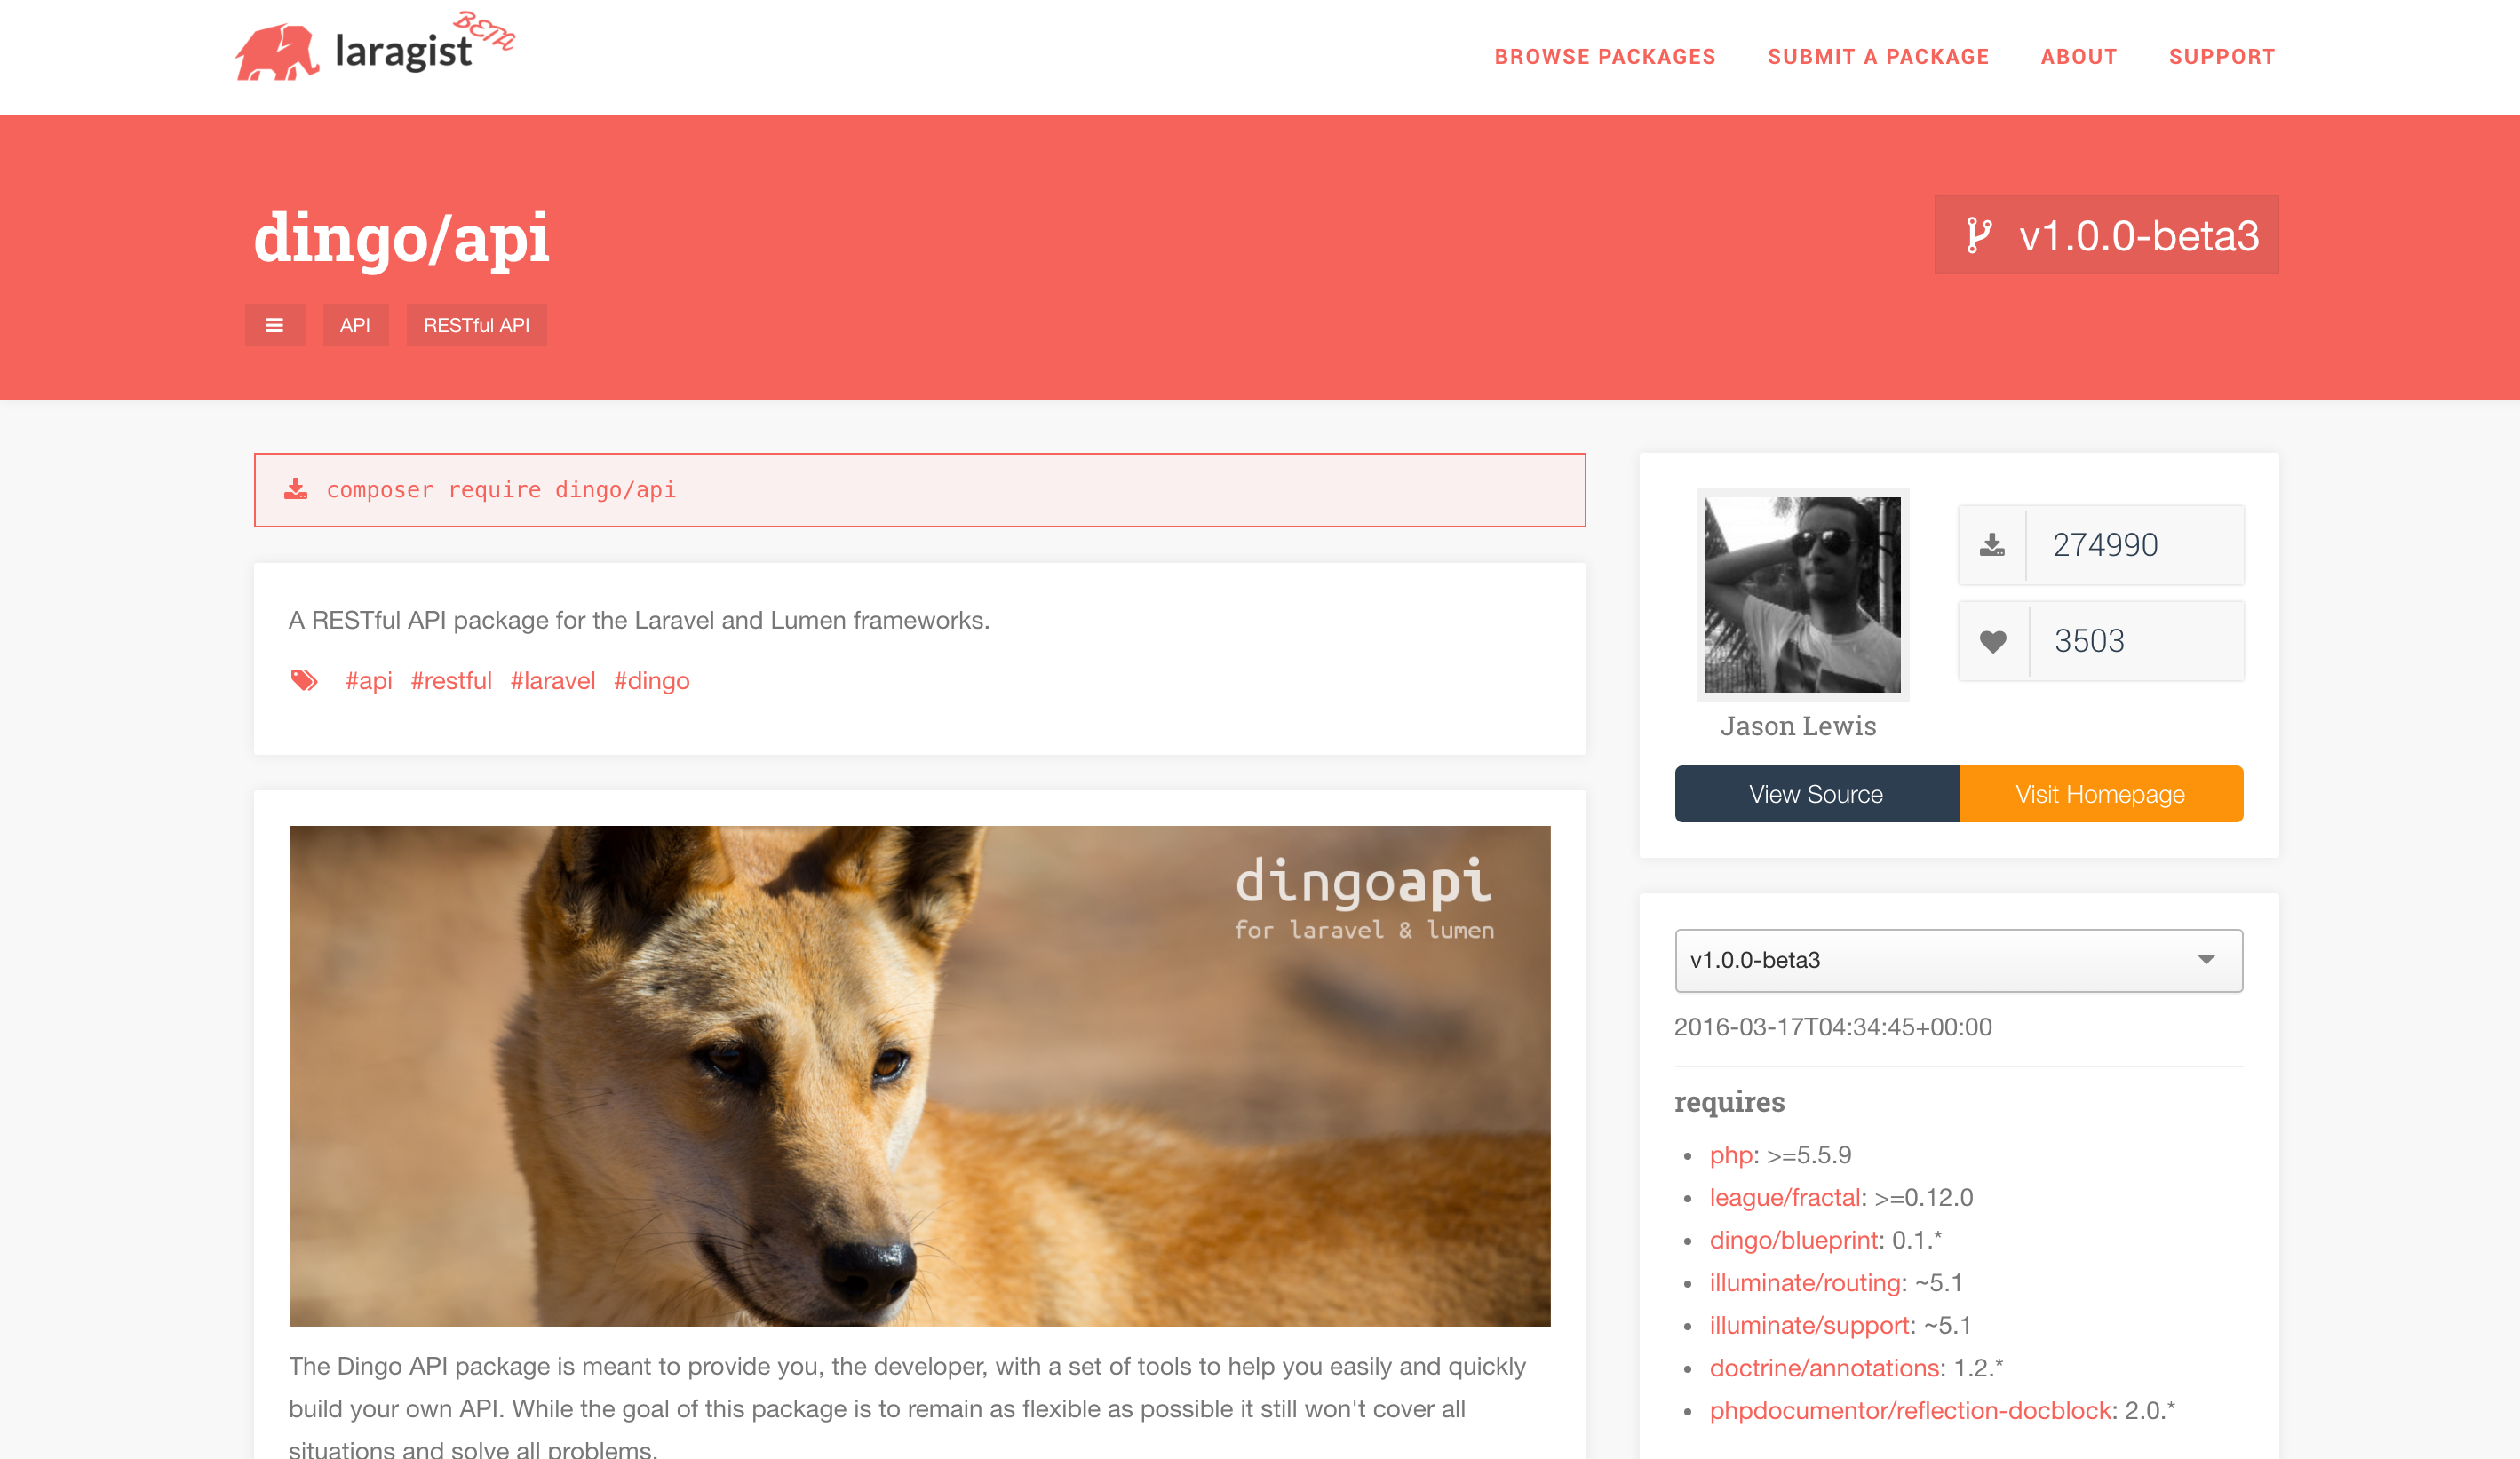 laragist BETA
BROWSE PACKAGES SUBMIT A PACKAGE ABOUT SUPPORT
dingo/api
v1.0.0-beta3
API RESTful API
composer require dingo/api
A RESTful API package for the Laravel and Lumen frameworks.
#api #restful #laravel #dingo
dingoapi
for laravel & lumen
The Dingo API package is meant to provide you, the developer, with a set of tools to help you easily and quickly
build your own API. While the goal of this package is to remain as flexible as possible it still won't cover all
situations and solve all problems.
274990
3503
Jason Lewis
View Source Visit Homepage
v1.0.0-beta3
2016-03-17T04:34:45+00:00
requires
php: >=5.5.9
league/fractal: >=0.12.0
dingo/blueprint: 0.1.*
illuminate/routing: ~5.1
illuminate/support: ~5.1
doctrine/annotations: 1.2.*
phpdocumentor/reflection-docblock: 2.0.*